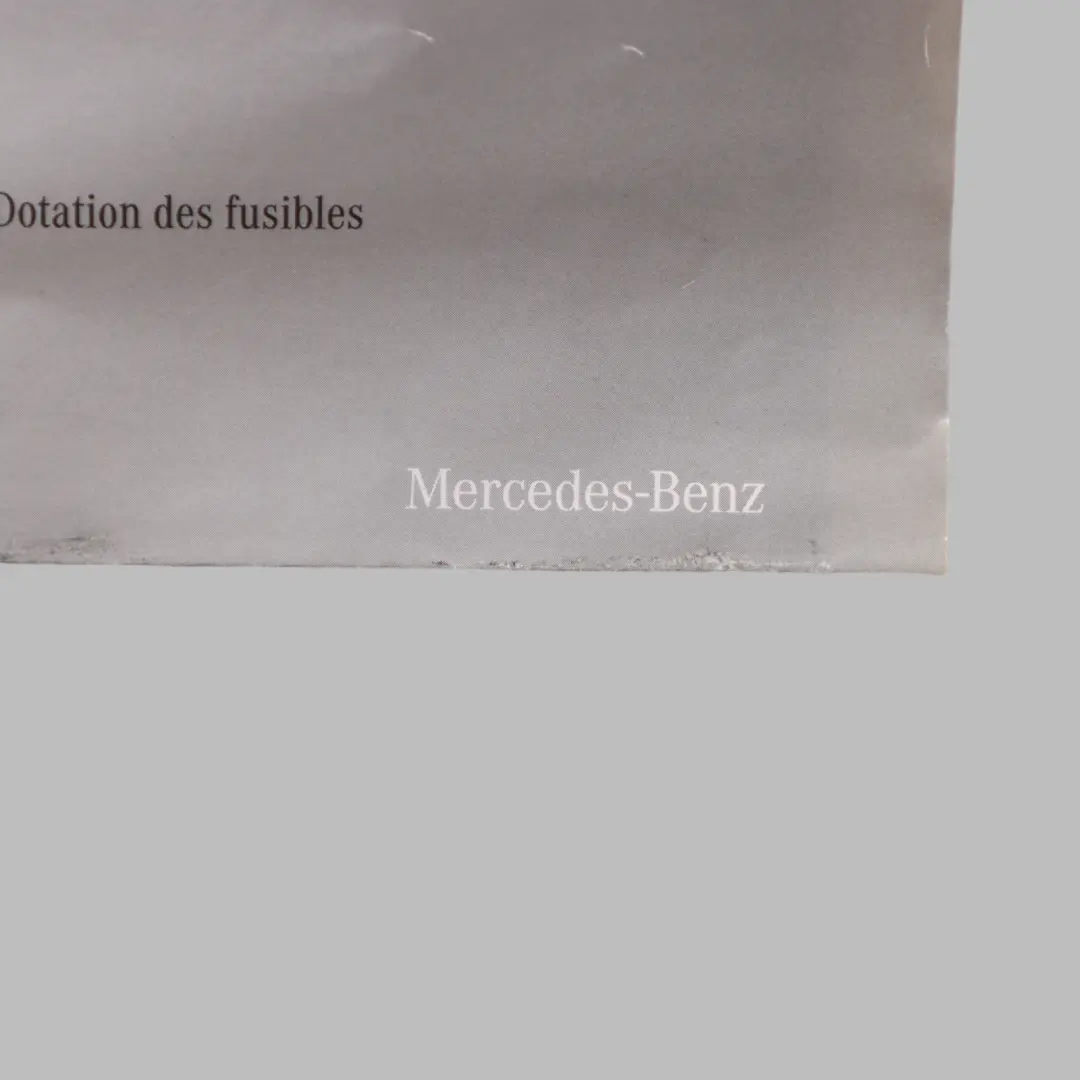 Dotation des fusibles
Mercedes-Benz